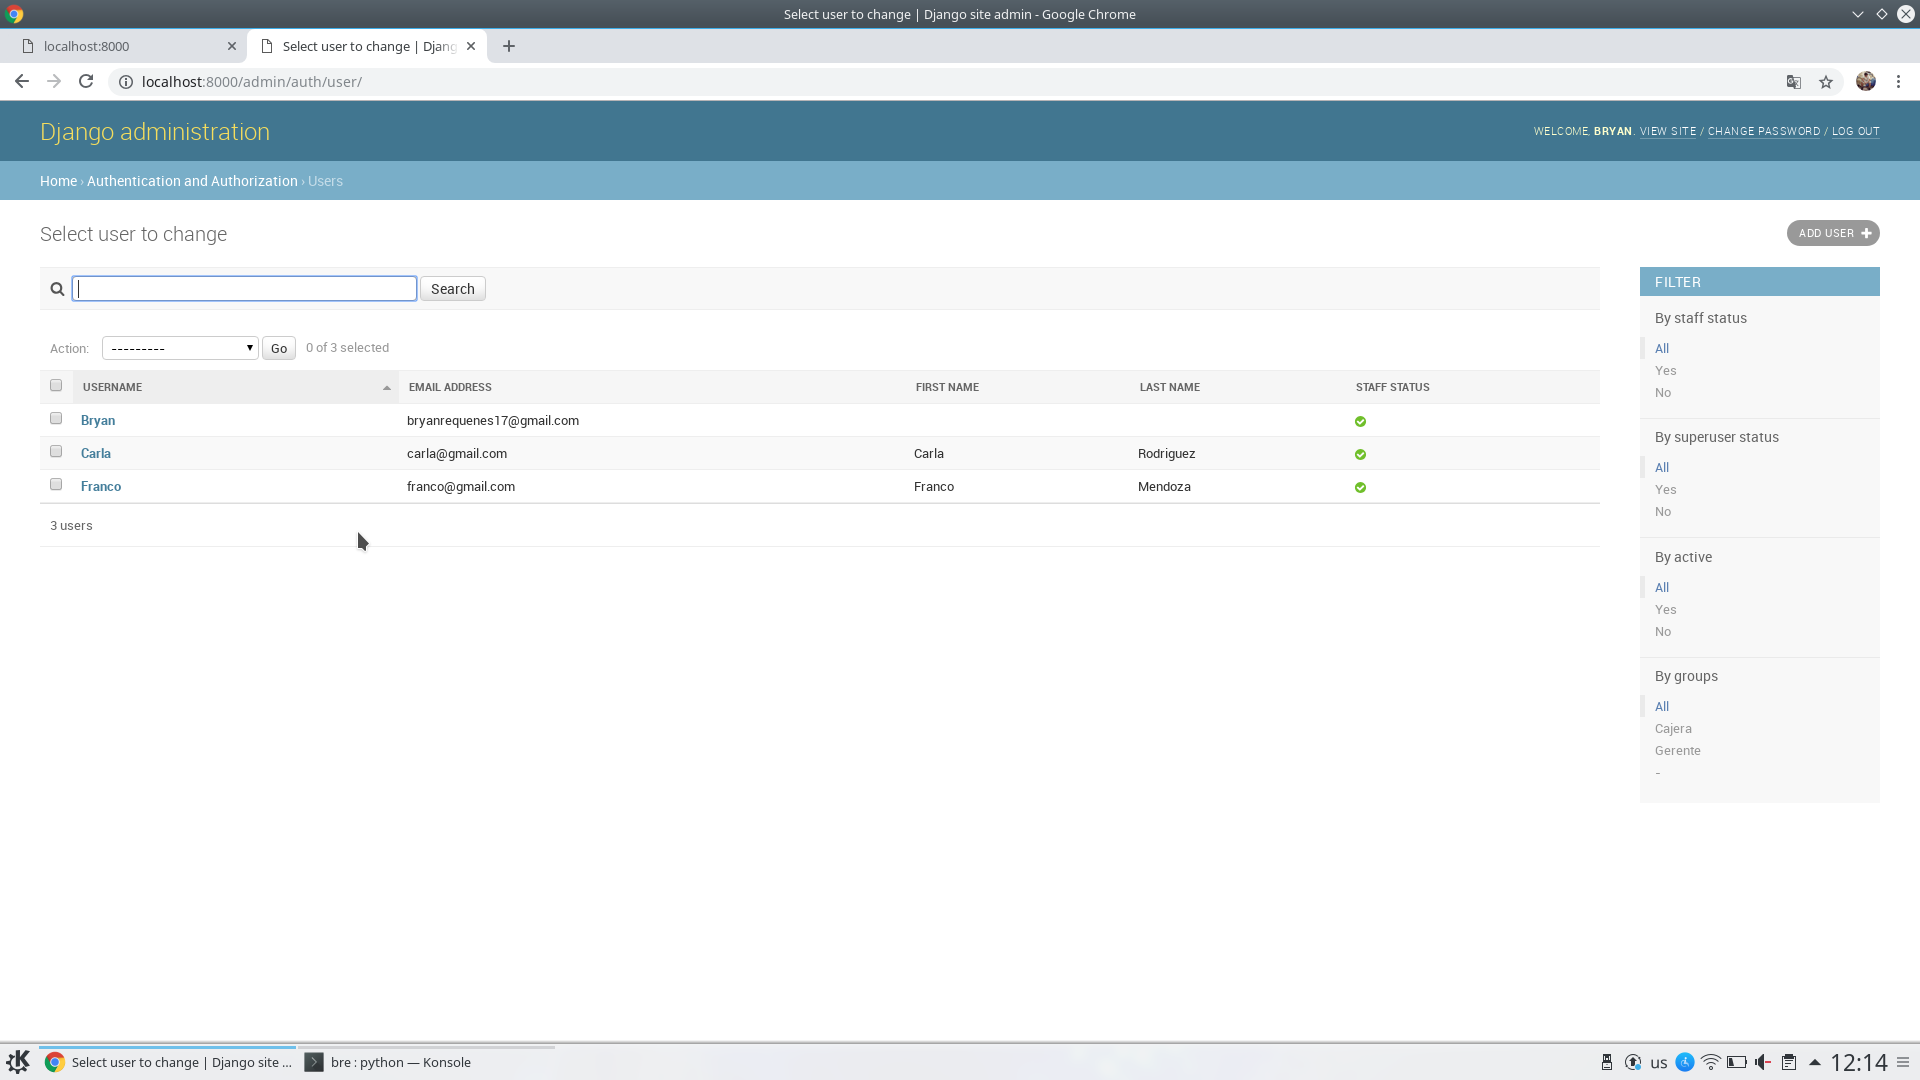 Select user to change | Django site admin - Google Chrome
localhost:8000
Select user to change | Djang
localhost:8000/admin/auth/user/
Django administration
WELCOME, BRYAN. VIEW SITE / CHANGE PASSWORD / LOG OUT
Home › Authentication and Authorization › Users
Select user to change
ADD USER
Search
FILTER
By staff status
All
Yes
No
By superuser status
All
Yes
No
By active
All
Yes
No
By groups
All
Cajera
Gerente
-
Action: --------- Go 0 of 3 selected
USERNAME EMAIL ADDRESS FIRST NAME LAST NAME STAFF STATUS
Bryan bryanrequenes17@gmail.com
Carla carla@gmail.com Carla Rodriguez
Franco franco@gmail.com Franco Mendoza
3 users
Select user to change | Django site ...
bre : python — Konsole
us
12:14